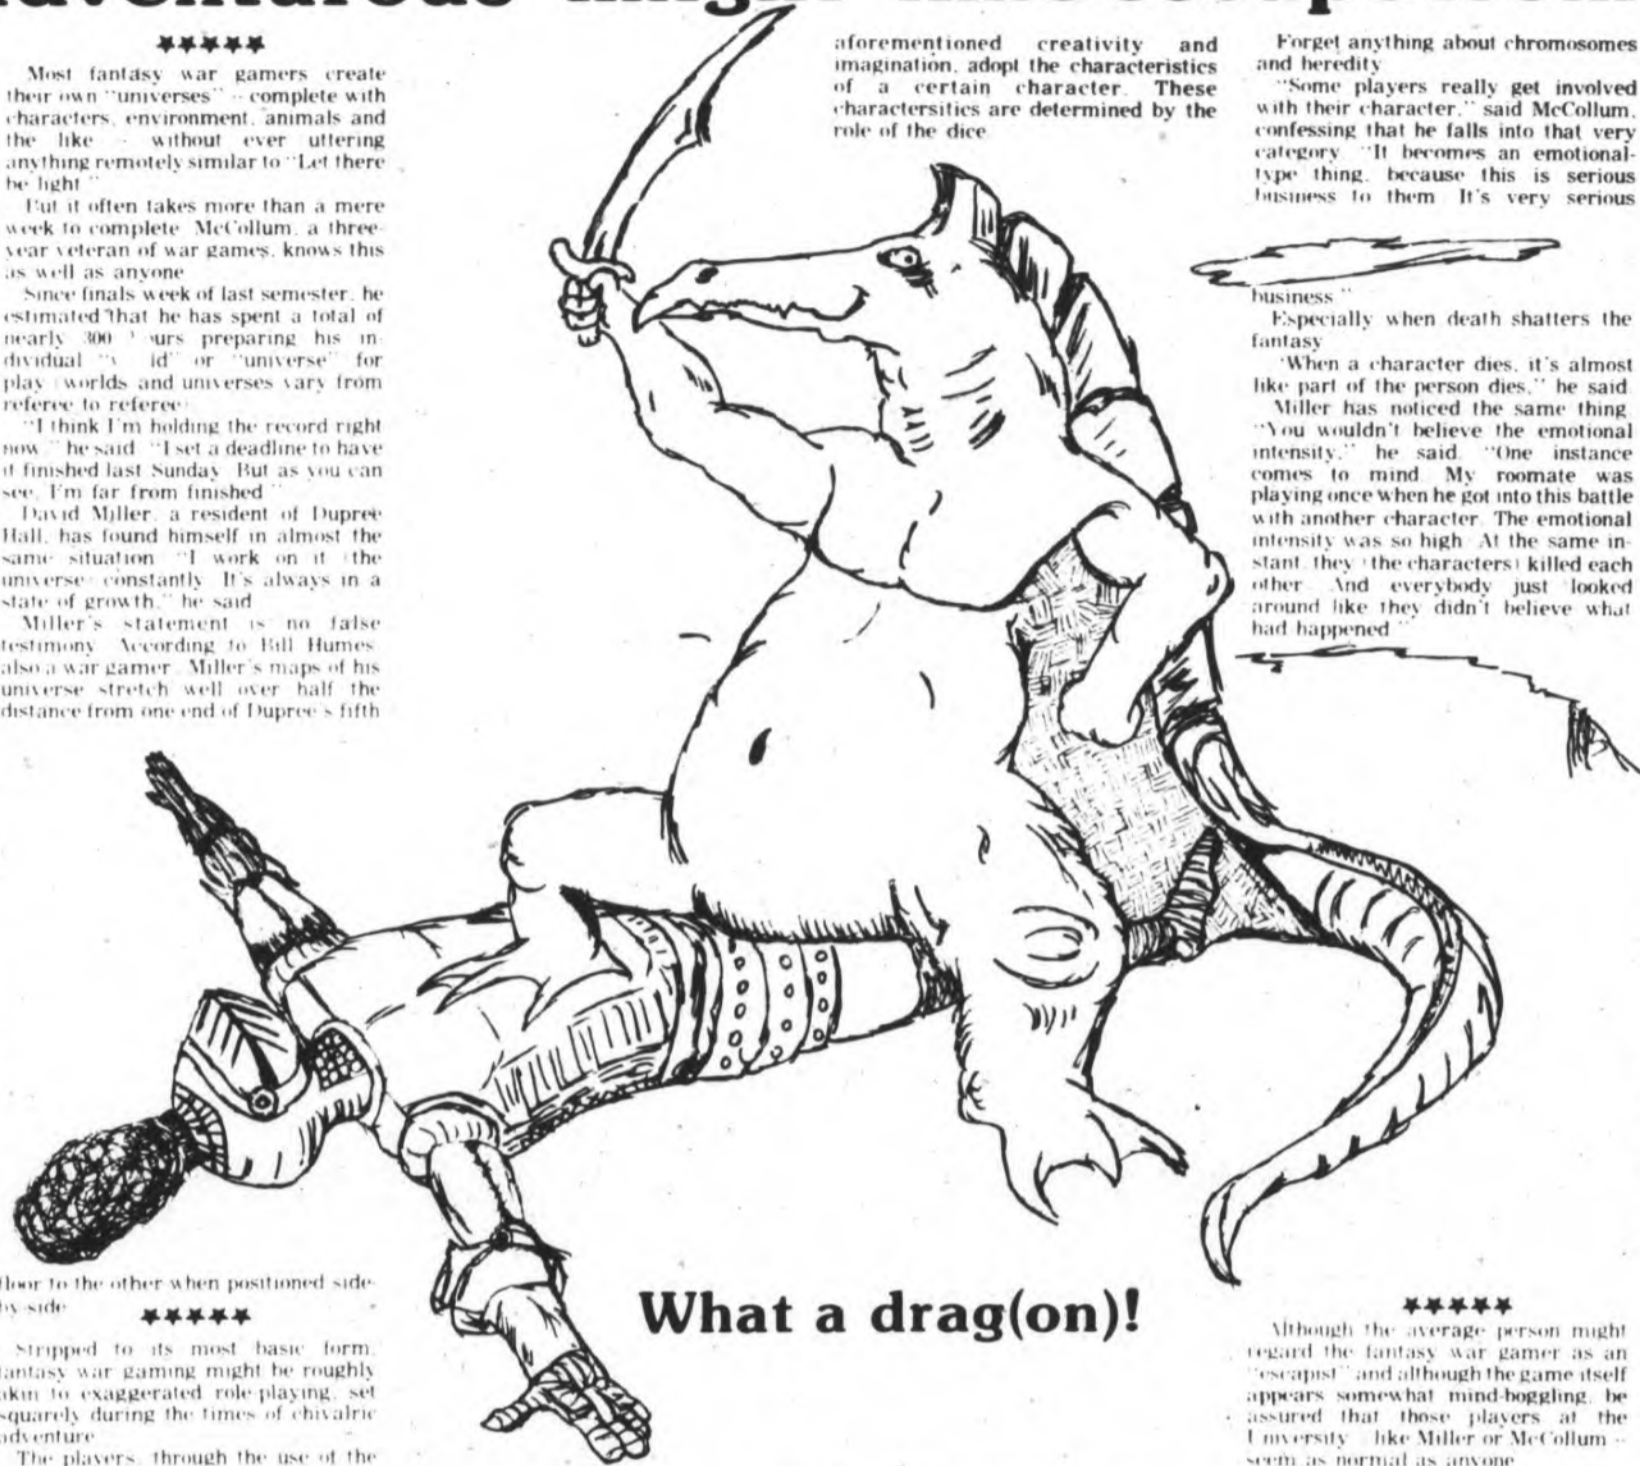 ★★★★★
Most fantasy war gamers create
their own "universes" -- complete with
characters, environment, animals and
the like -- without ever uttering
anything remotely similar to "Let there
be light."
But it often takes more than a mere
week to complete. McCollum, a three-
year veteran of war games, knows this
as well as anyone.
Since finals week of last semester, he
estimated that he has spent a total of
nearly 300 preparing his in-
dividual or "universe" for
play (worlds and universes vary from
referee to referee)
"I think I'm holding the record right
now," he said. "I set a deadline to have
it finished last Sunday. But as you can
see, I'm far from finished."
David Miller, a resident of Dupree
Hall, has found himself in almost the
same situation. "I work on it (the
universe) constantly. It's always in a
state of growth," he said.
Miller's statement is no false
testimony. According to Bill Humes,
also a war gamer, Miller's maps of his
universe stretch well over half the
distance from one end of Dupree's fifth
floor to the other when positioned side-
by-side.
★★★★★
Stripped to its most basic form,
fantasy war gaming might be roughly
akin to exaggerated role-playing, set
squarely during the times of chivalric
adventure.
The players, through the use of the
aforementioned creativity and
imagination, adopt the characteristics
of a certain character. These
charactersitics are determined by the
role of the dice.
Forget anything about chromosomes
and heredity.
"Some players really get involved
with their character," said McCollum,
confessing that he falls into that very
category. "It becomes an emotional-
type thing, because this is serious
business to them. It's very serious
business."
Especially when death shatters the
fantasy.
"When a character dies, it's almost
like part of the person dies," he said.
Miller has noticed the same thing.
"You wouldn't believe the emotional
intensity," he said. "One instance
comes to mind. My roomate was
playing once when he got into this battle
with another character. The emotional
intensity was so high. At the same in-
stant, they (the characters) killed each
other. And everybody just looked
around like they didn't believe what
had happened."
What a drag(on)!
★★★★★
Although the average person might
regard the fantasy war gamer as an
"escapist" and although the game itself
appears somewhat mind-boggling, be
assured that those players at the
University -- like Miller or McCollum --
seem as normal as anyone.